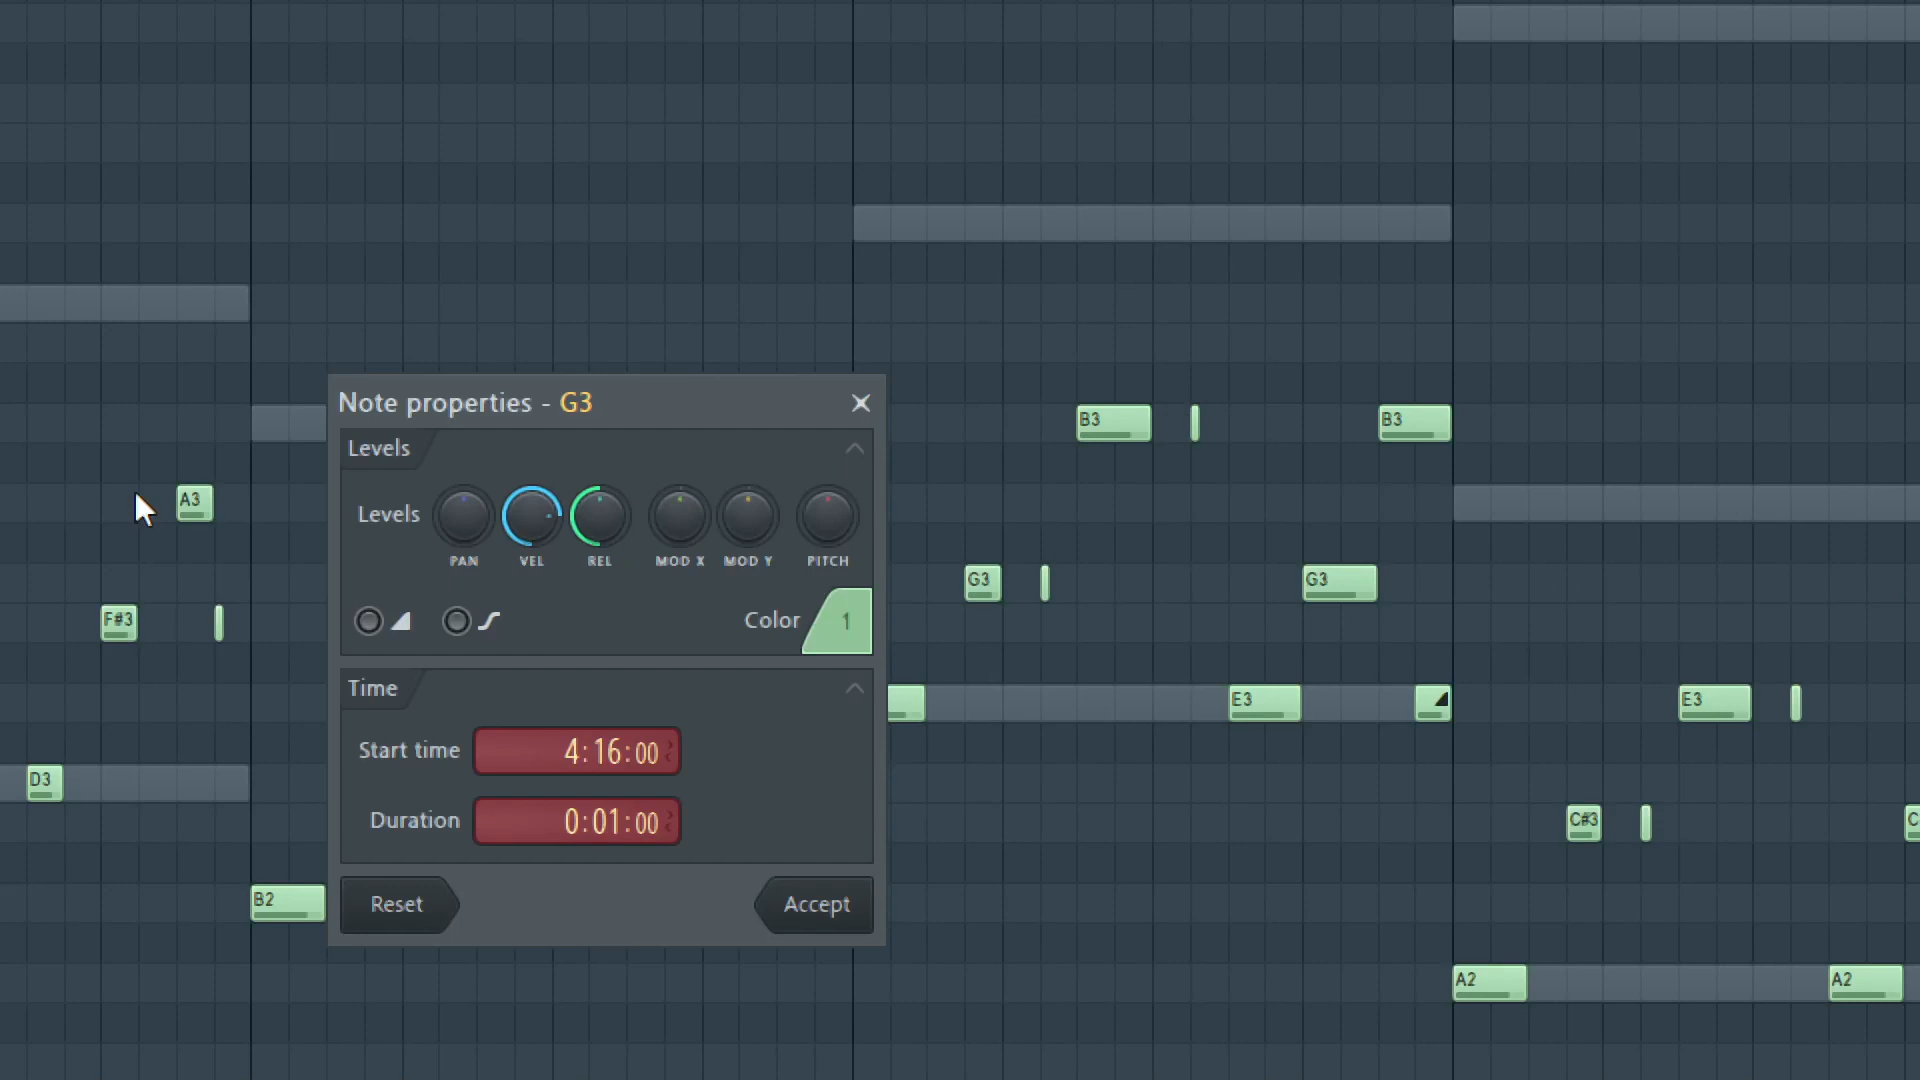 Note properties - G3
Levels
Levels
PAN VEL REL MOD X MOD Y PITCH
Color 1
Time
Start time 4:16:00
Duration 0:01:00
Reset Accept
B3 B3
A3
G3 G3
F#3
E3 E3
D3
C#3 C
B2
A2 A2